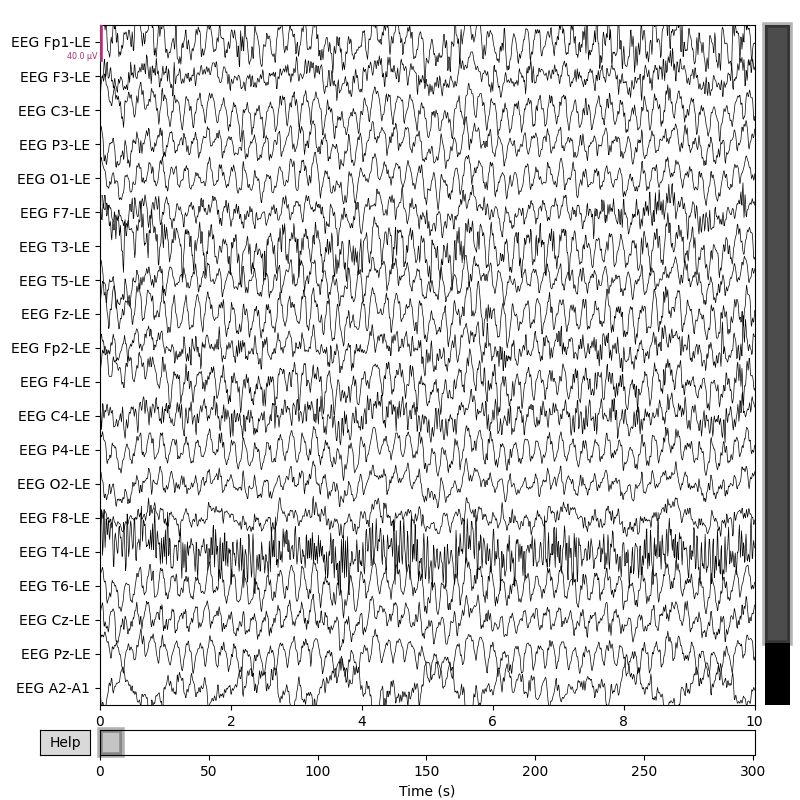 EEG Fp1-LE
40.0 µV
EEG F3-LE
EEG C3-LE
EEG P3-LE
EEG O1-LE
EEG F7-LE
EEG T3-LE
EEG T5-LE
EEG Fz-LE
EEG Fp2-LE
EEG F4-LE
EEG C4-LE
EEG P4-LE
EEG O2-LE
EEG F8-LE
EEG T4-LE
EEG T6-LE
EEG Cz-LE
EEG Pz-LE
EEG A2-A1
0 2 4 6 8 10
Help
0 50 100 150 200 250 300
Time (s)